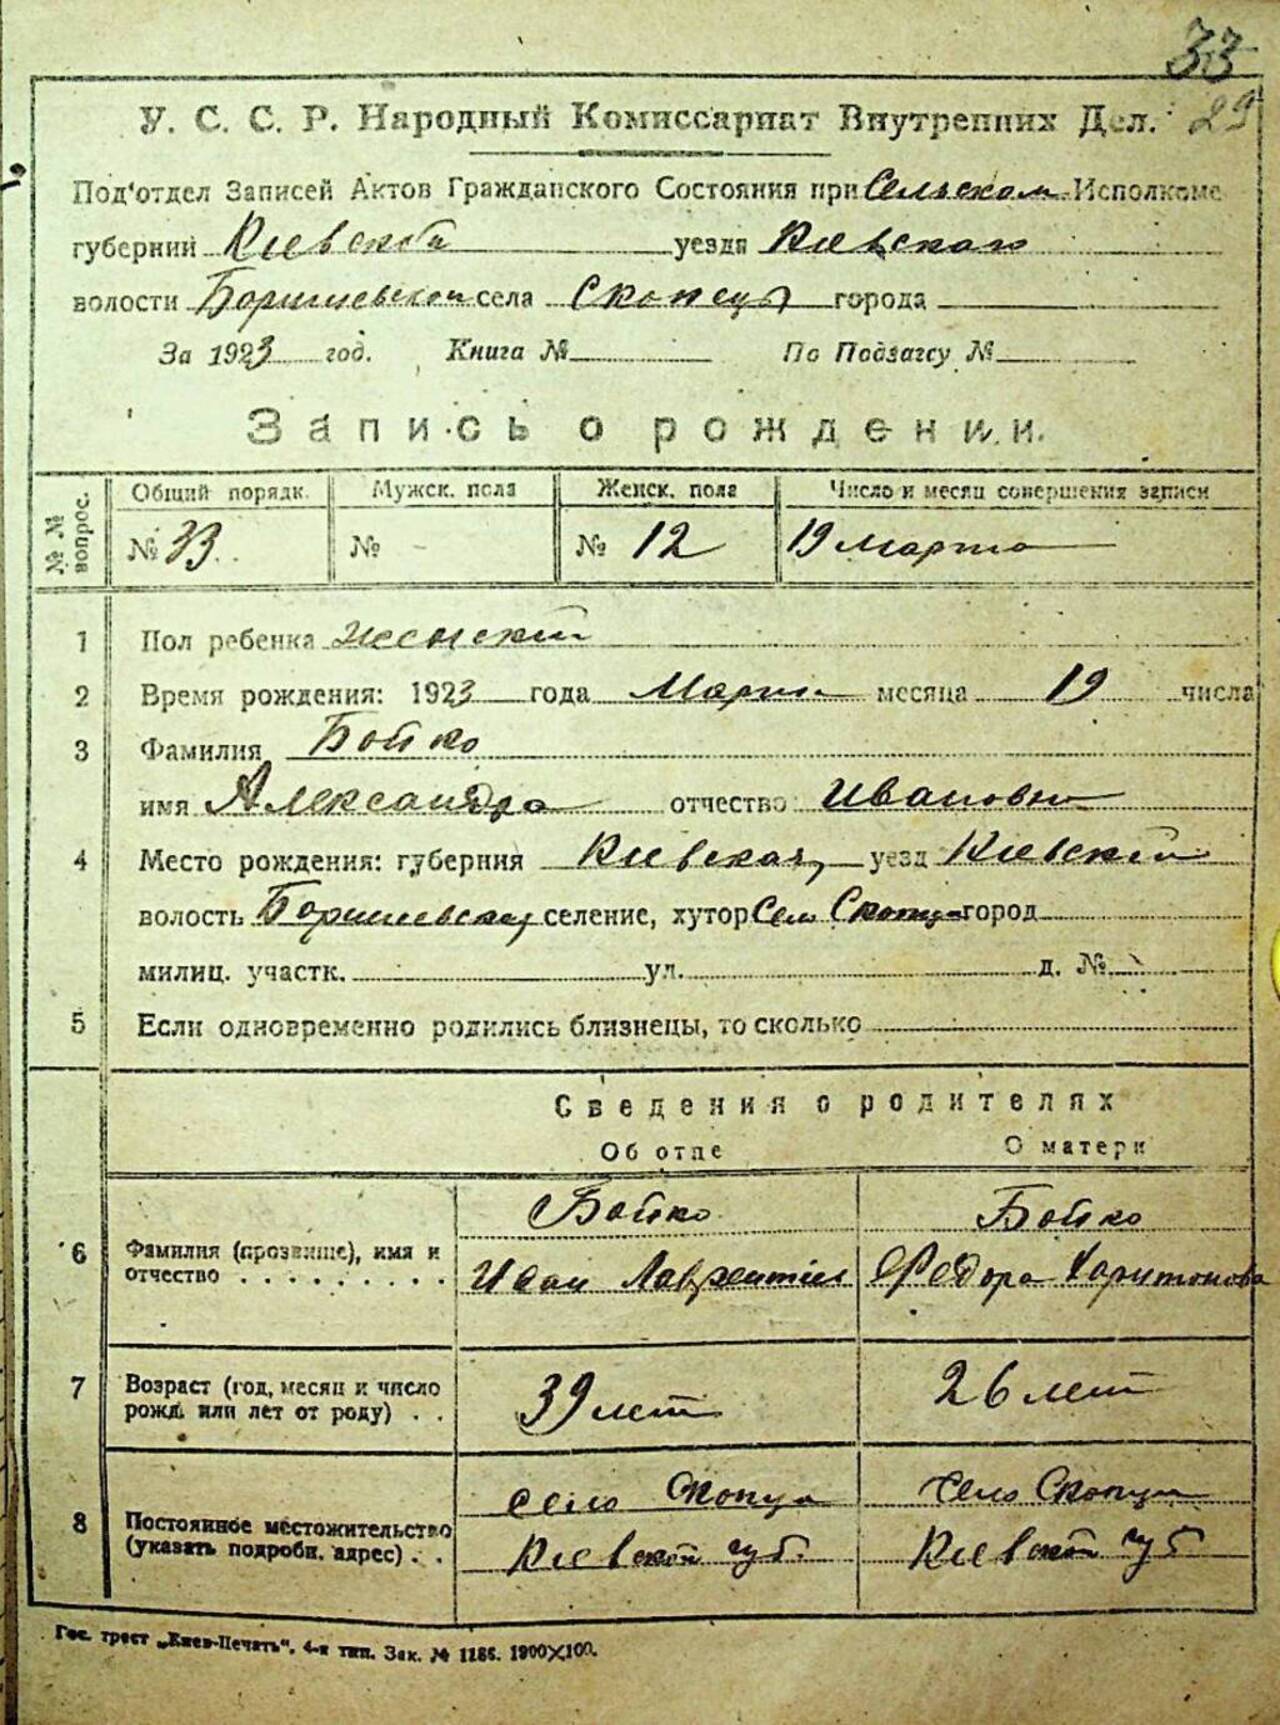 33
29
У. С. С. Р. Народный Комиссариат Внутренних Дел.
Под'отдел Записей Актов Гражданского Состояния при Сельском Исполкоме
губернии Киевской уезда Киевскаго
волости Боришевской села Скопцы города
За 1923 год. Книга № По Подзагсу №
Запись о рождении.
№ № вопрос. Общий порядк. Мужск. пола Женск. пола Число и месяц совершения записи
№ 33 № - № 12 19 Марта
1 Пол ребенка женский
2 Время рождения: 1923 года Марта месяца 19 числа
3 Фамилия Бойко
имя Александра отчество Ивановна
4 Место рождения: губерния Киевская, уезд Киевский
волость Боришевская селение, хутор Село Скопцы город
милиц. участк. ул. д. №
5 Если одновременно родились близнецы, то сколько
Сведения о родителях
Об отце О матери
6 Фамилия (прозвище), имя и отчество . . . . . . . . . Бойко Иван Лаврентіев Бойко Федора Харитонова
7 Возраст (год, месяц и число рожд. или лет от роду) . . 39 лет 26 лет
8 Постоянное местожительство (указать подробн. адрес) . . . село Скопцы Киевской губ. село Скопцы Киевской губ
Гос. трест „Киев-Печать", 4-я тип. Зак. № 1186. 1900×100.